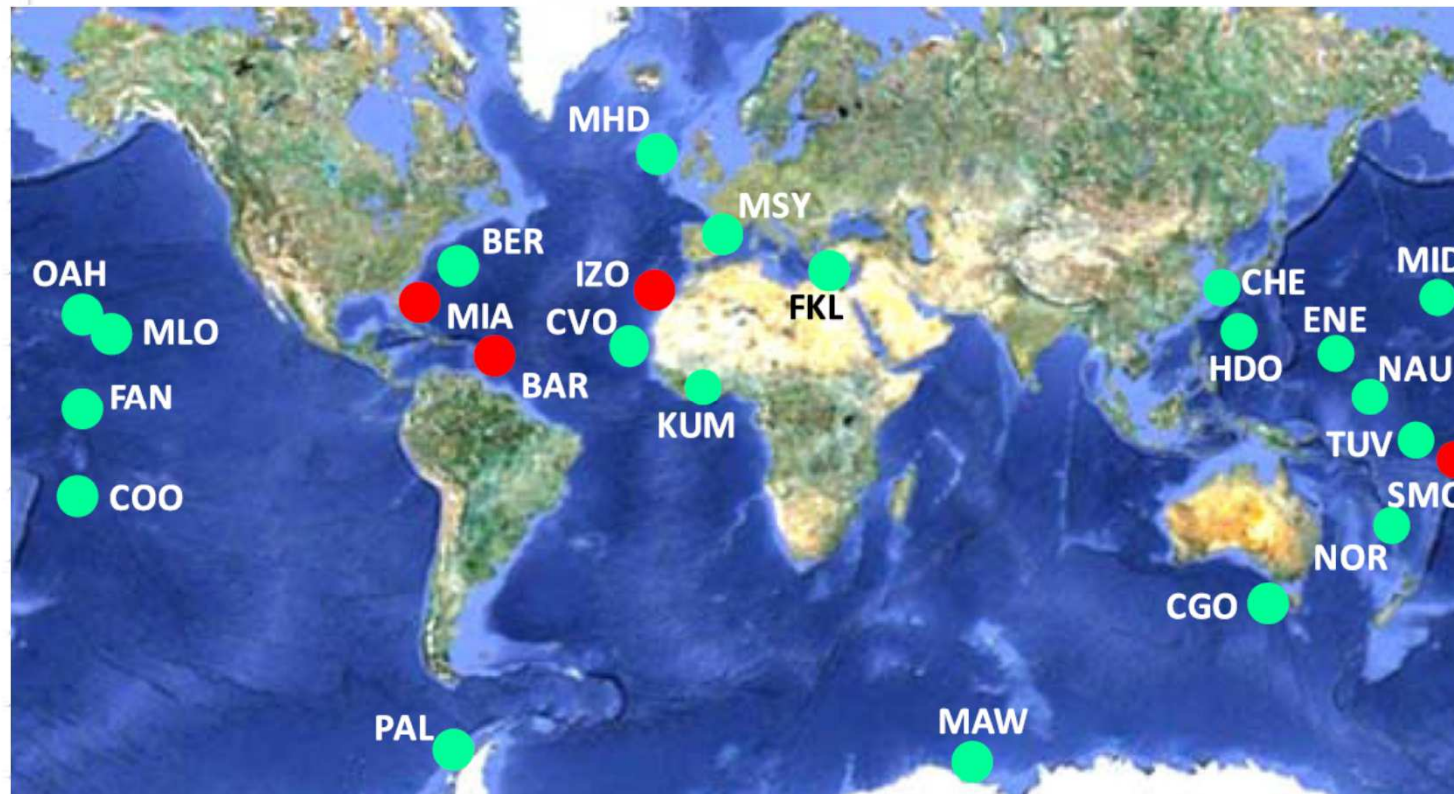 MHD
MSY
BER
OAH
IZO
MID
CHE
MIA
FKL
CVO
ENE
MLO
HDO
NAU
BAR
FAN
KUM
TUV
COO
SMO
NOR
CGO
PAL
MAW